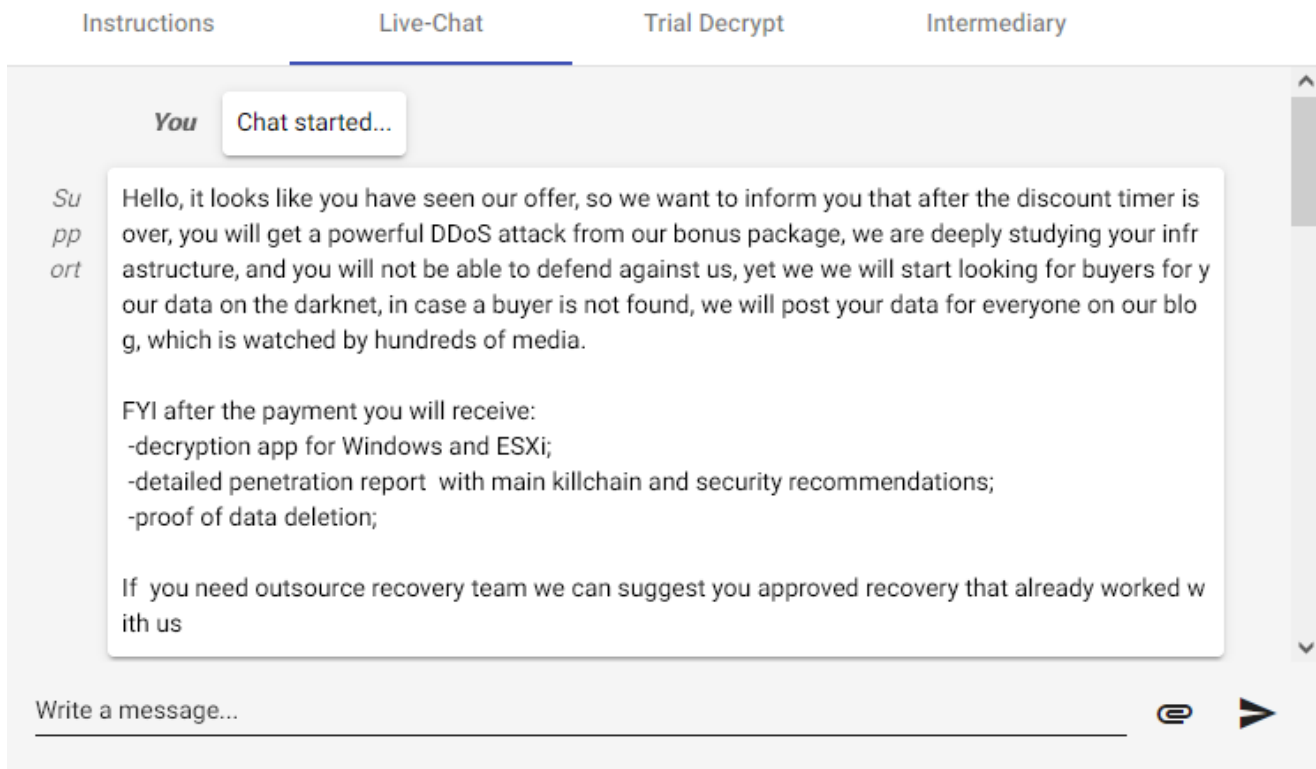 Instructions Live-Chat Trial Decrypt Intermediary
You Chat started...
Su
pp
ort
Hello, it looks like you have seen our offer, so we want to inform you that after the discount timer is
over, you will get a powerful DDoS attack from our bonus package, we are deeply studying your infr
astructure, and you will not be able to defend against us, yet we we will start looking for buyers for y
our data on the darknet, in case a buyer is not found, we will post your data for everyone on our blo
g, which is watched by hundreds of media.
FYI after the payment you will receive:
-decryption app for Windows and ESXi;
-detailed penetration report  with main killchain and security recommendations;
-proof of data deletion;
If  you need outsource recovery team we can suggest you approved recovery that already worked w
ith us
Write a message...